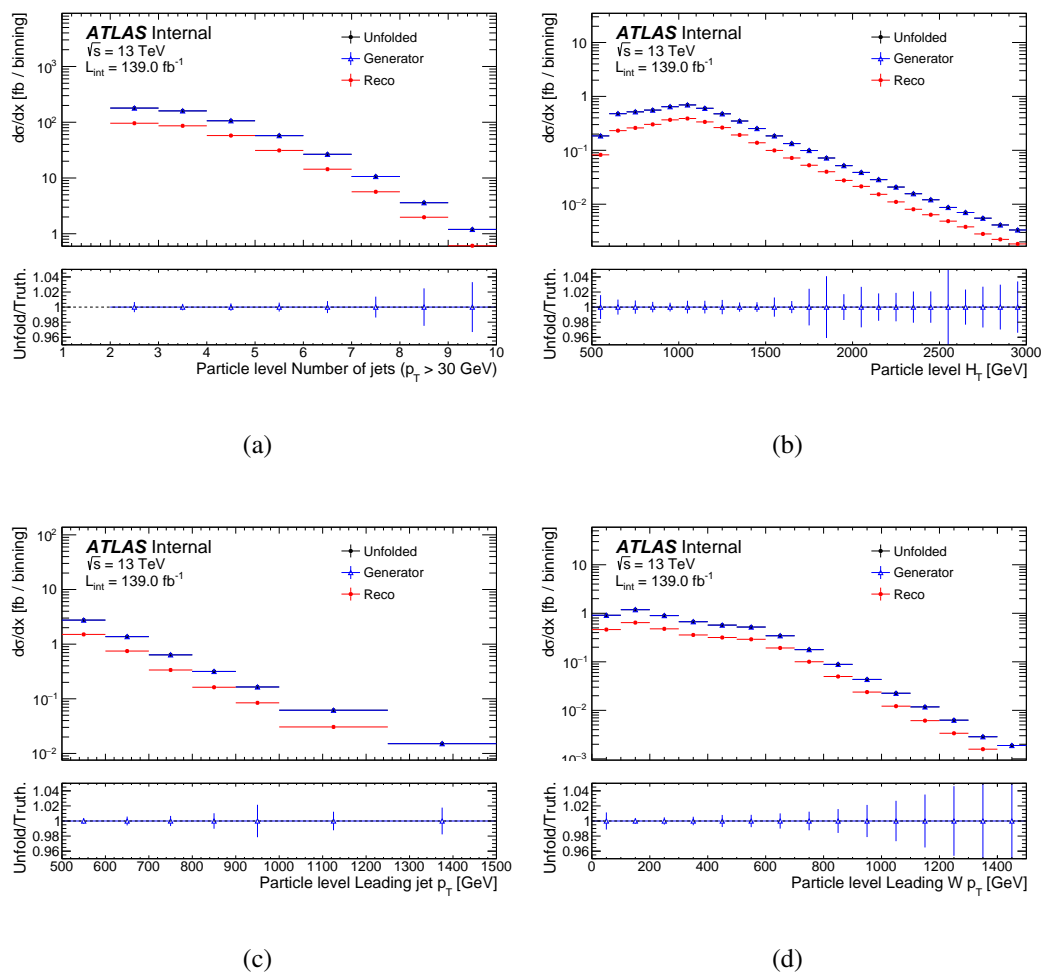 dσ/dx [fb / binning]
10³
10²
10
1
ATLAS Internal
√s = 13 TeV
L_int = 139.0 fb⁻¹
Unfolded
Generator
Reco
Unfold/Truth.
1.04
1.02
1
0.98
0.96
1 2 3 4 5 6 7 8 9 10
Particle level Number of jets (p_T > 30 GeV)
(a)
dσ/dx [fb / binning]
10
1
10⁻¹
10⁻²
ATLAS Internal
√s = 13 TeV
L_int = 139.0 fb⁻¹
Unfolded
Generator
Reco
Unfold/Truth.
1.04
1.02
1
0.98
0.96
500 1000 1500 2000 2500 3000
Particle level H_T [GeV]
(b)
dσ/dx [fb / binning]
10²
10
1
10⁻¹
10⁻²
ATLAS Internal
√s = 13 TeV
L_int = 139.0 fb⁻¹
Unfolded
Generator
Reco
Unfold/Truth.
1.04
1.02
1
0.98
0.96
500 600 700 800 900 1000 1100 1200 1300 1400 1500
Particle level Leading jet p_T [GeV]
(c)
dσ/dx [fb / binning]
10
1
10⁻¹
10⁻²
10⁻³
ATLAS Internal
√s = 13 TeV
L_int = 139.0 fb⁻¹
Unfolded
Generator
Reco
Unfold/Truth.
1.04
1.02
1
0.98
0.96
0 200 400 600 800 1000 1200 1400
Particle level Leading W p_T [GeV]
(d)